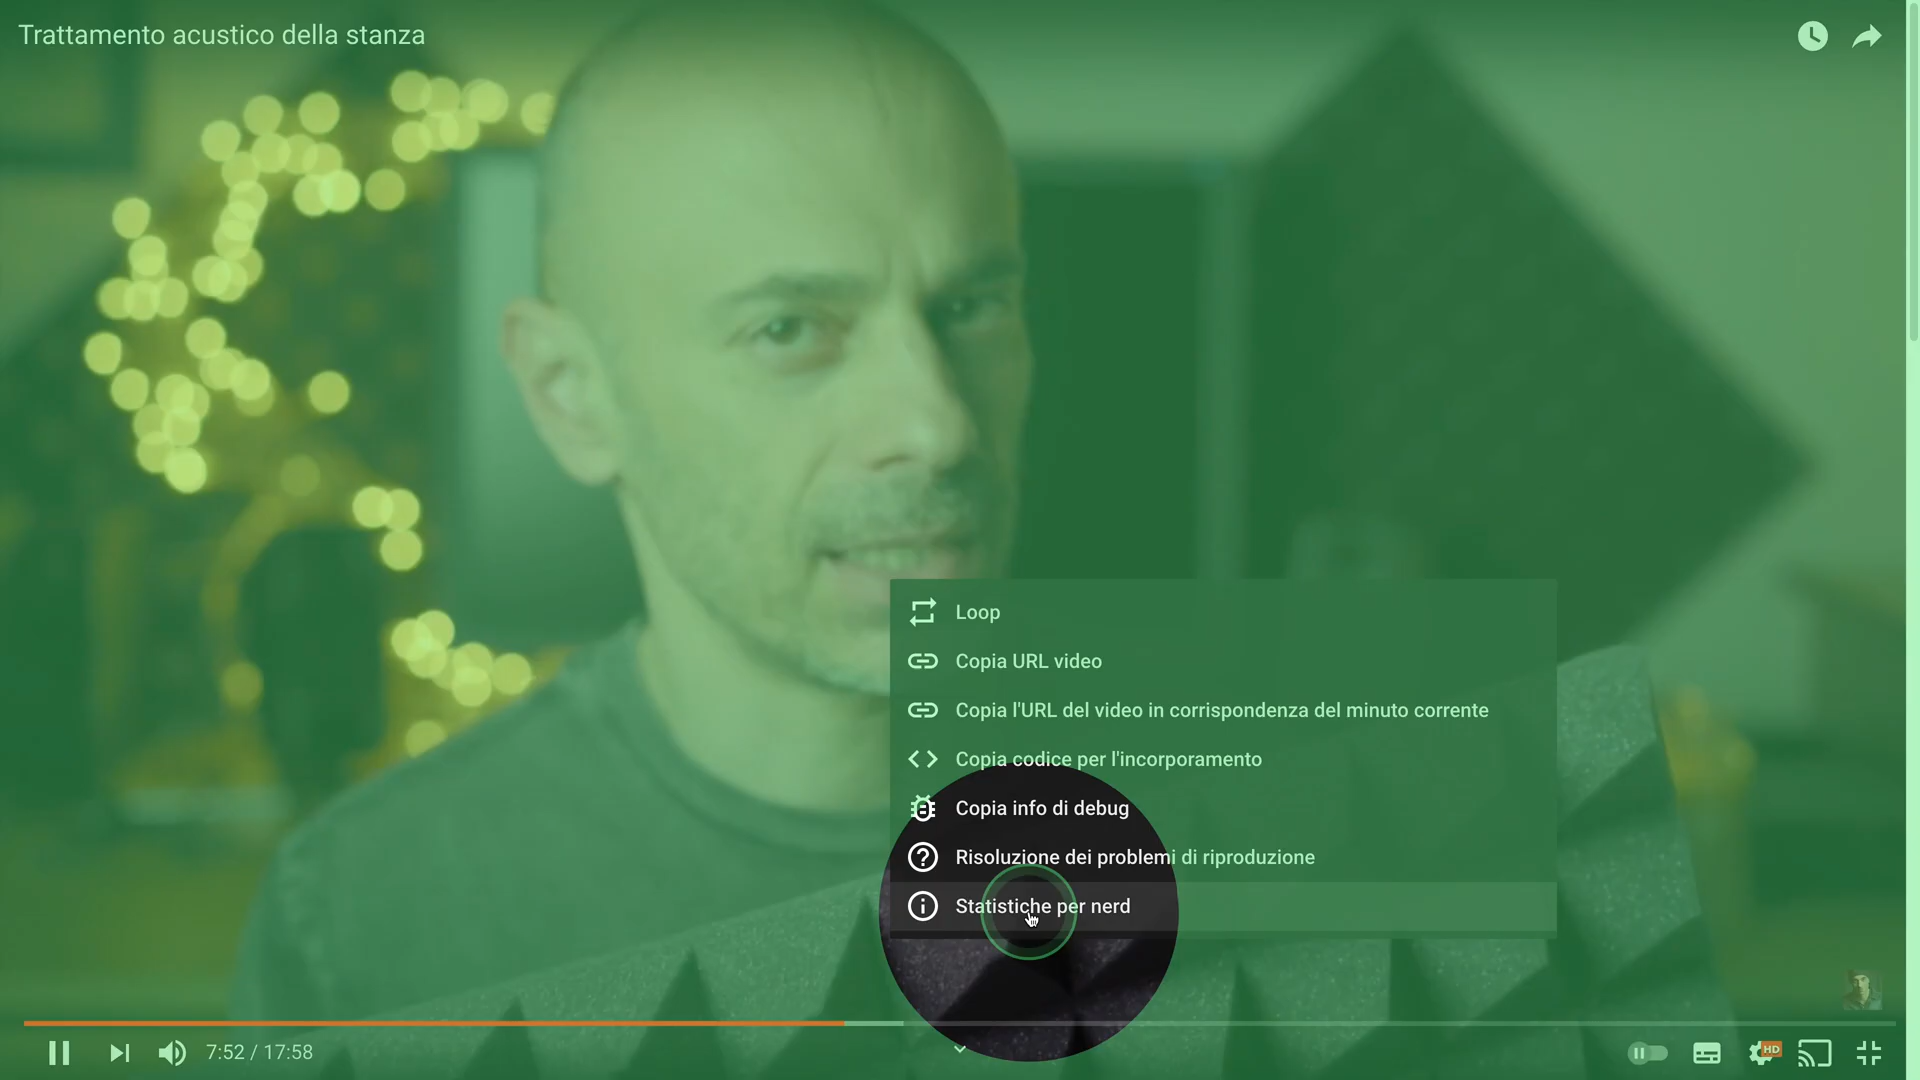 Trattamento acustico della stanza
Loop
Copia URL video
Copia l'URL del video in corrispondenza del minuto corrente
Copia codice per l'incorporamento
Copia info di debug
Risoluzione dei problemi di riproduzione
Statistiche per nerd
7:52 / 17:58
HD